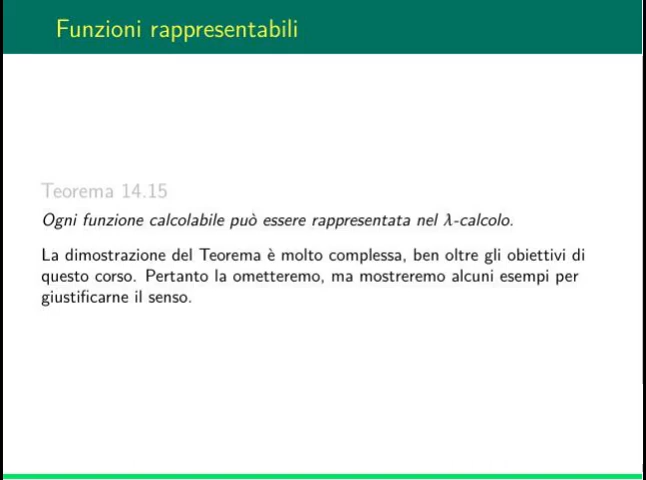 Funzioni rappresentabili
Teorema 14.15
Ogni funzione calcolabile può essere rappresentata nel λ-calcolo.
La dimostrazione del Teorema è molto complessa, ben oltre gli obiettivi di
questo corso. Pertanto la ometteremo, ma mostreremo alcuni esempi per
giustificarne il senso.